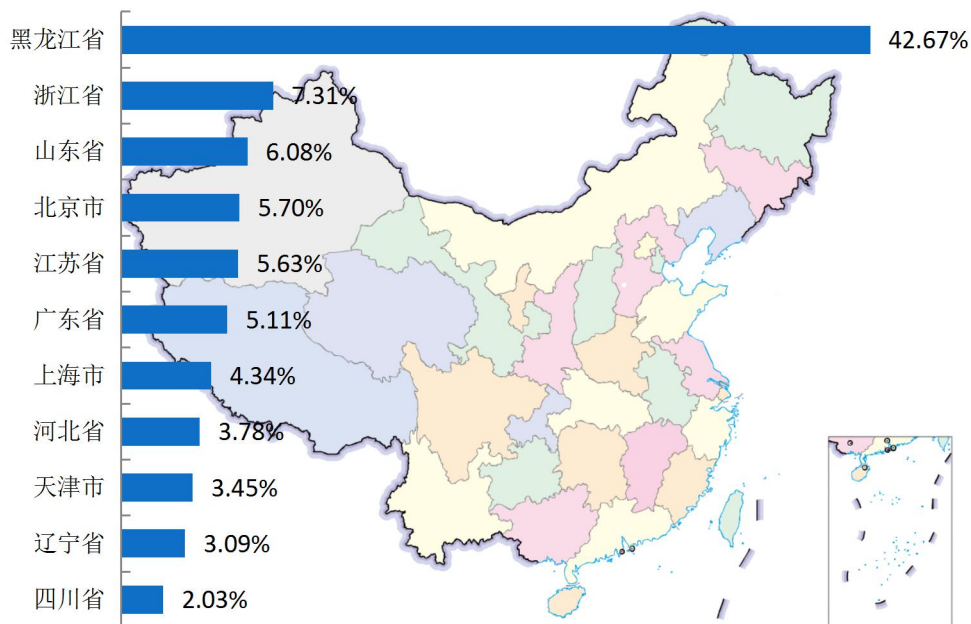 黑龙江省 42.67%
浙江省 7.31%
山东省 6.08%
北京市 5.70%
江苏省 5.63%
广东省 5.11%
上海市 4.34%
河北省 3.78%
天津市 3.45%
辽宁省 3.09%
四川省 2.03%